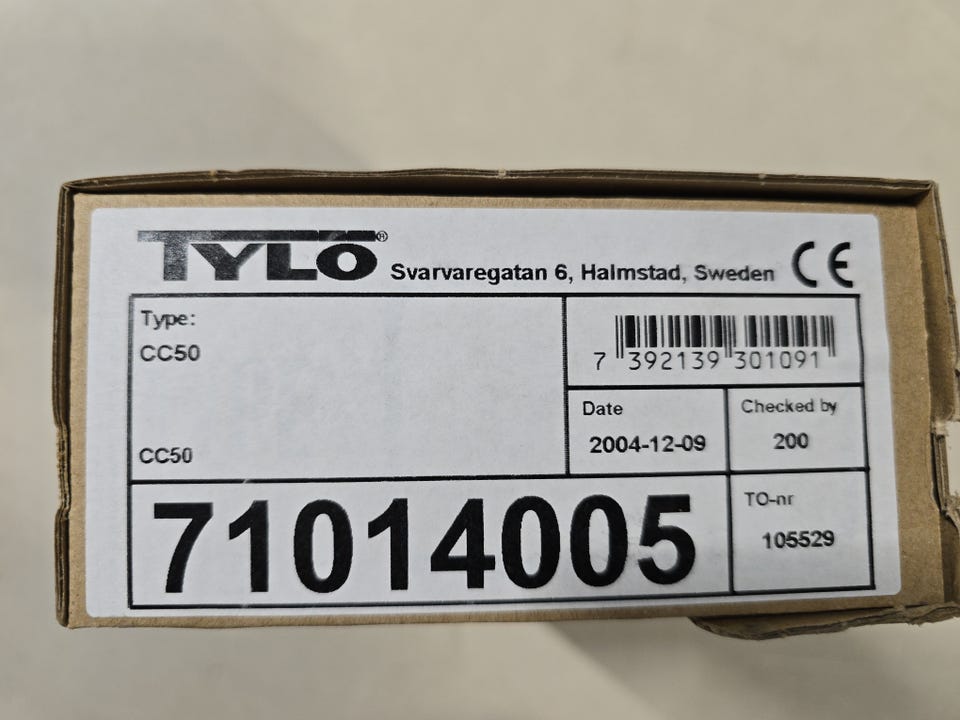 TYLÖ® Svarvaregatan 6, Halmstad, Sweden CE
Type:
CC50
CC50
7 392139 301091
Date
2004-12-09
Checked by
200
71014005
TO-nr
105529